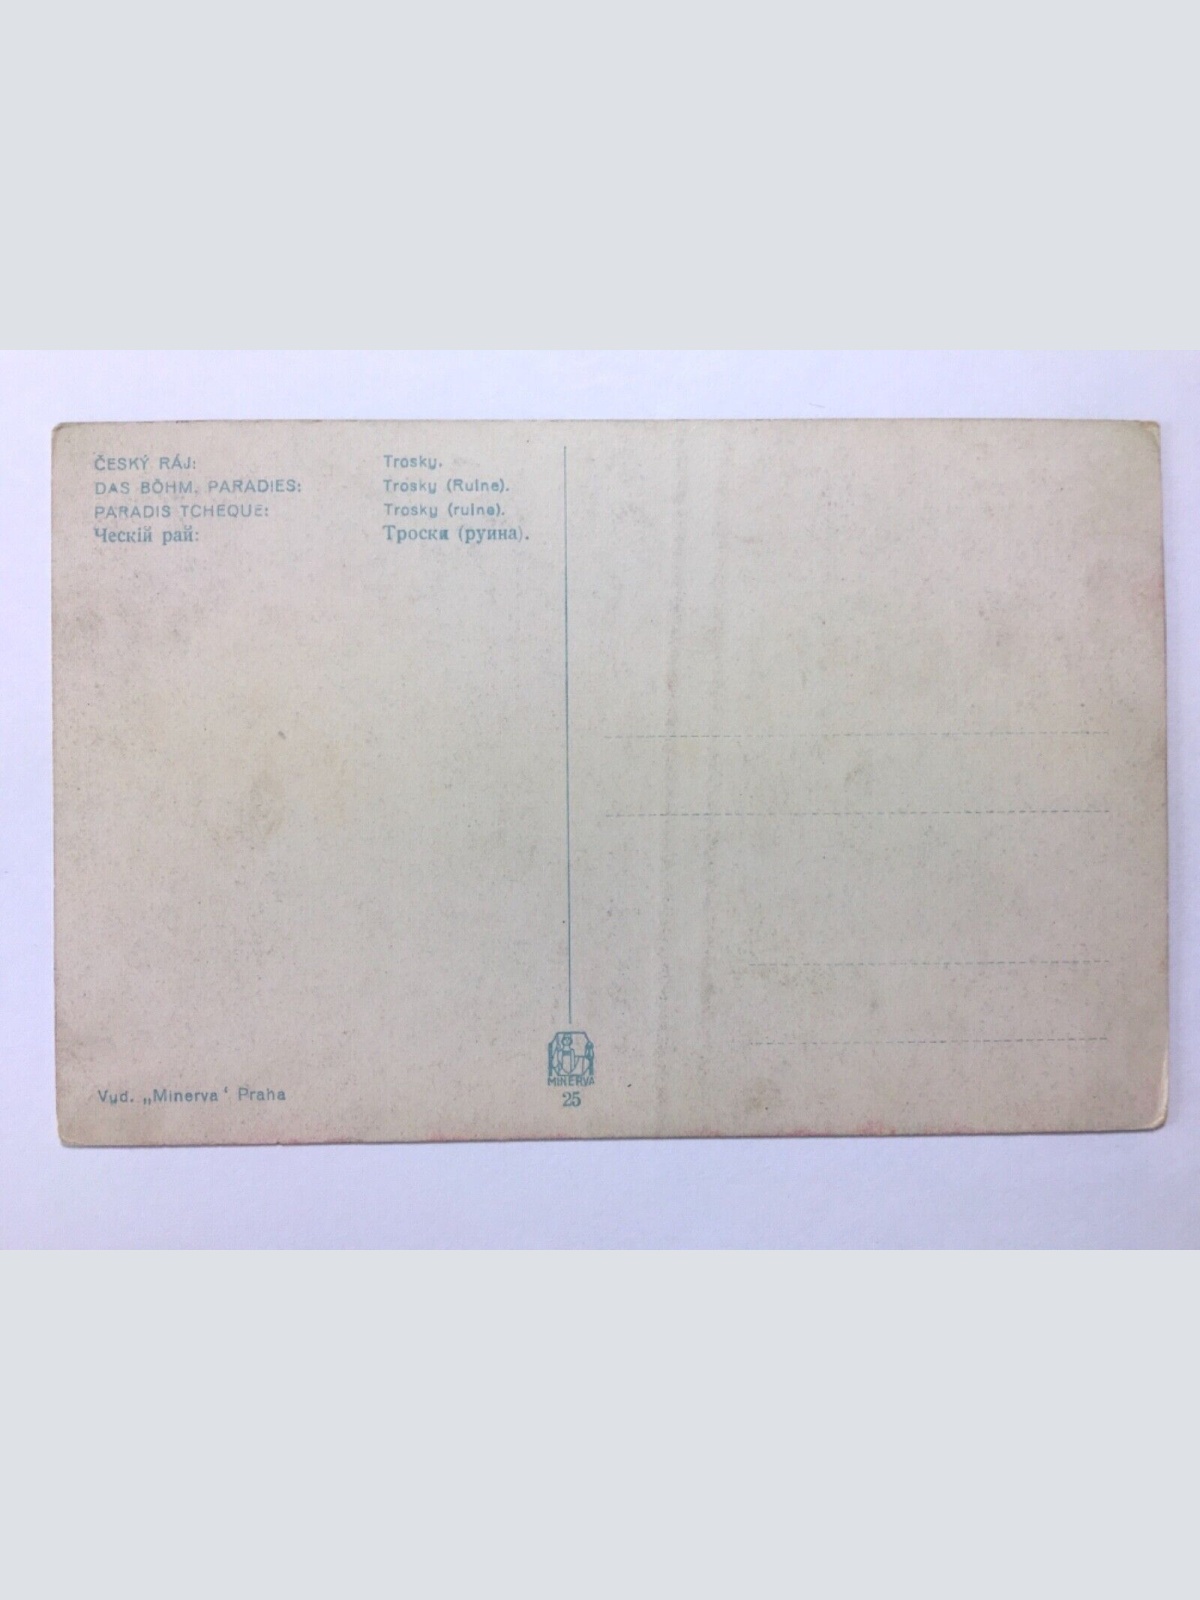 ČESKÝ RÁJ: Trosky.
DAS BÖHM. PARADIES: Trosky (Ruine).
PARADIS TCHEQUE: Trosky (ruine).
Ческій рай: Троски (руина).
Vyd. „Minerva‘ Praha
MINERVA
25